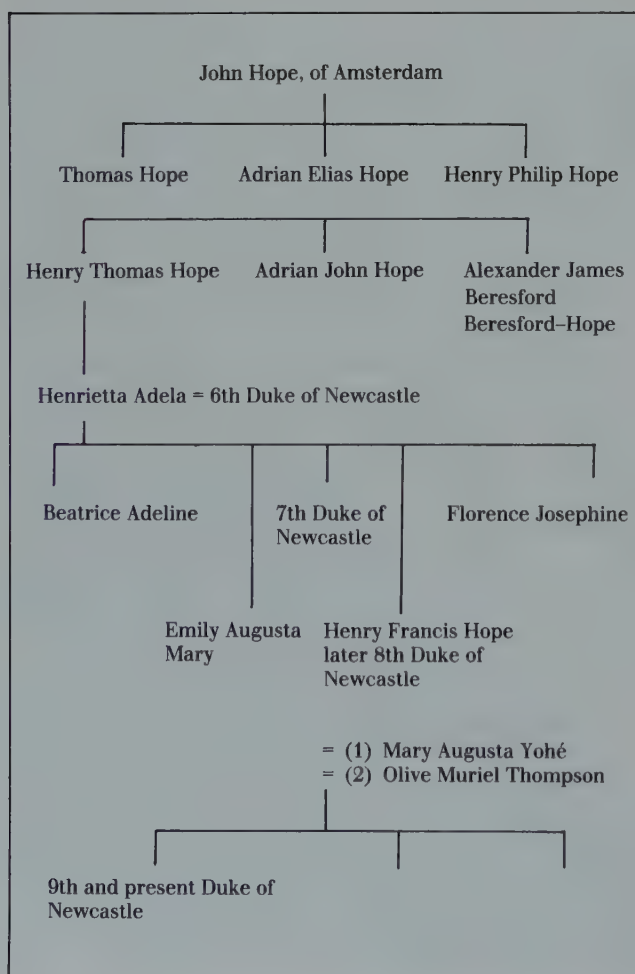 John Hope, of Amsterdam
Thomas Hope
Adrian Elias Hope
Henry Philip Hope
Henry Thomas Hope
Adrian John Hope
Alexander James
Beresford
Beresford–Hope
Henrietta Adela = 6th Duke of Newcastle
Beatrice Adeline
7th Duke of
Newcastle
Florence Josephine
Emily Augusta
Mary
Henry Francis Hope
later 8th Duke of
Newcastle
= (1) Mary Augusta Yohé
= (2) Olive Muriel Thompson
9th and present Duke of
Newcastle